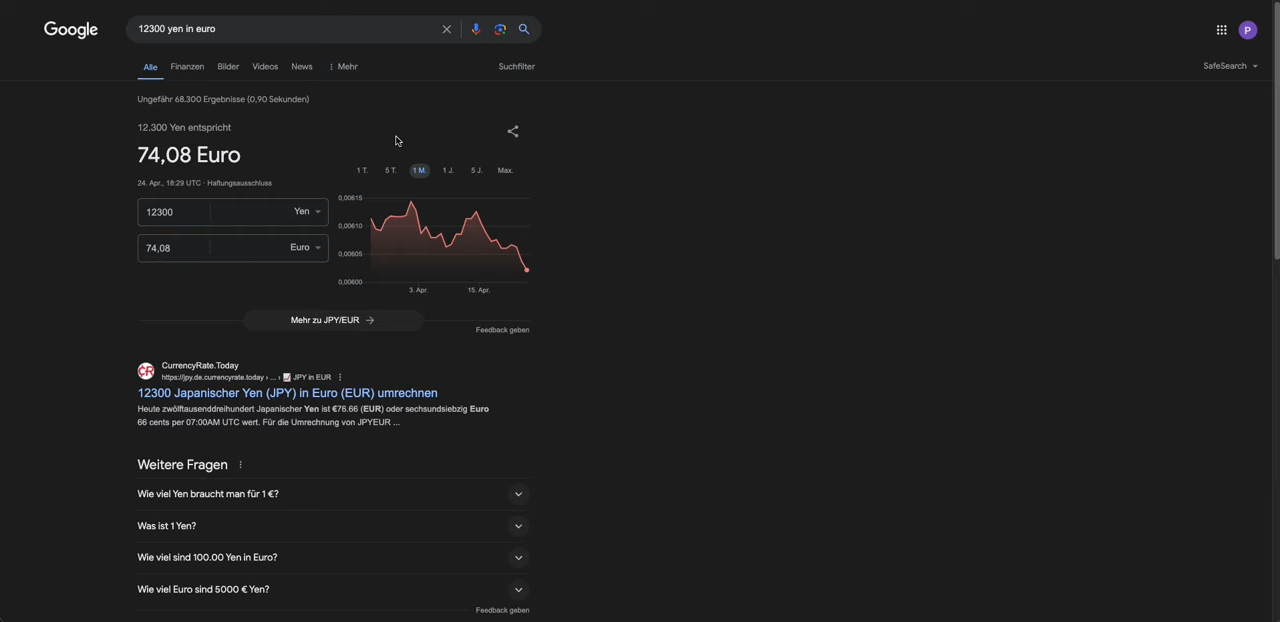 Google
12300 yen in euro
P
Alle Finanzen Bilder Videos News Mehr Suchfilter SafeSearch
Ungefähr 68.300 Ergebnisse (0,90 Sekunden)
12.300 Yen entspricht
74,08 Euro
24. Apr., 18:29 UTC · Haftungsausschluss
12300 Yen
74,08 Euro
1 T. 5 T. 1 M. 1 J. 5 J. Max.
0,00615
0,00610
0,00605
0,00600
3. Apr. 15. Apr.
Mehr zu JPY/EUR →
Feedback geben
CR
CurrencyRate.Today
https://jpy.de.currencyrate.today › ... › 📈 JPY in EUR
12300 Japanischer Yen (JPY) in Euro (EUR) umrechnen
Heute zwölftausenddreihundert Japanischer Yen ist €76.66 (EUR) oder sechsundsiebzig Euro
66 cents per 07:00AM UTC wert. Für die Umrechnung von JPYEUR ...
Weitere Fragen
Wie viel Yen braucht man für 1 €?
Was ist 1 Yen?
Wie viel sind 100.00 Yen in Euro?
Wie viel Euro sind 5000 € Yen?
Feedback geben